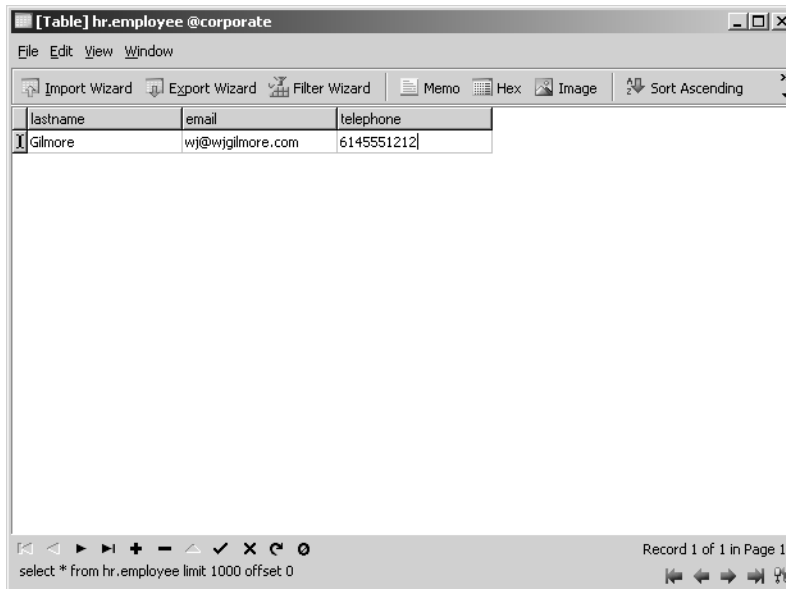 [Table] hr.employee @corporate
File Edit View Window
Import Wizard Export Wizard Filter Wizard Memo Hex Image Sort Ascending
lastname email telephone
Gilmore wj@wjgilmore.com 6145551212
Record 1 of 1 in Page 1
select * from hr.employee limit 1000 offset 0